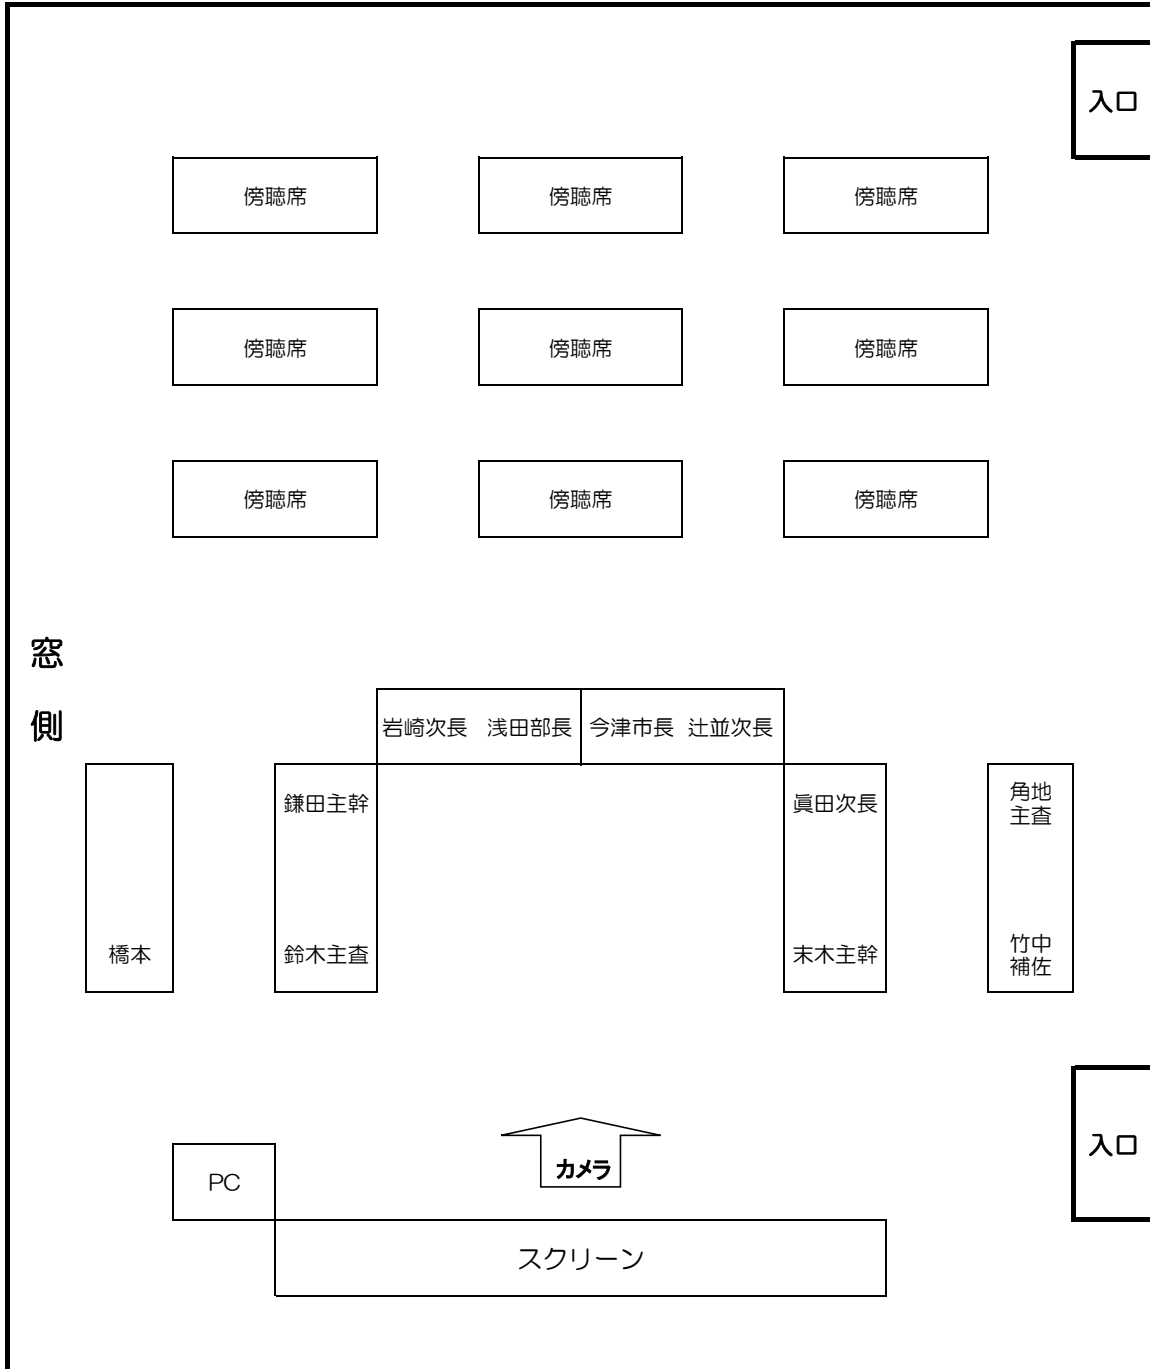 入口
傍聴席 傍聴席 傍聴席
傍聴席 傍聴席 傍聴席
傍聴席 傍聴席 傍聴席
窓
側
岩崎次長 浅田部長 今津市長 辻並次長
鎌田主幹 眞田次長
角地
主査
橋本 鈴木主査 末木主幹
竹中
補佐
カメラ
入口
PC
スクリーン